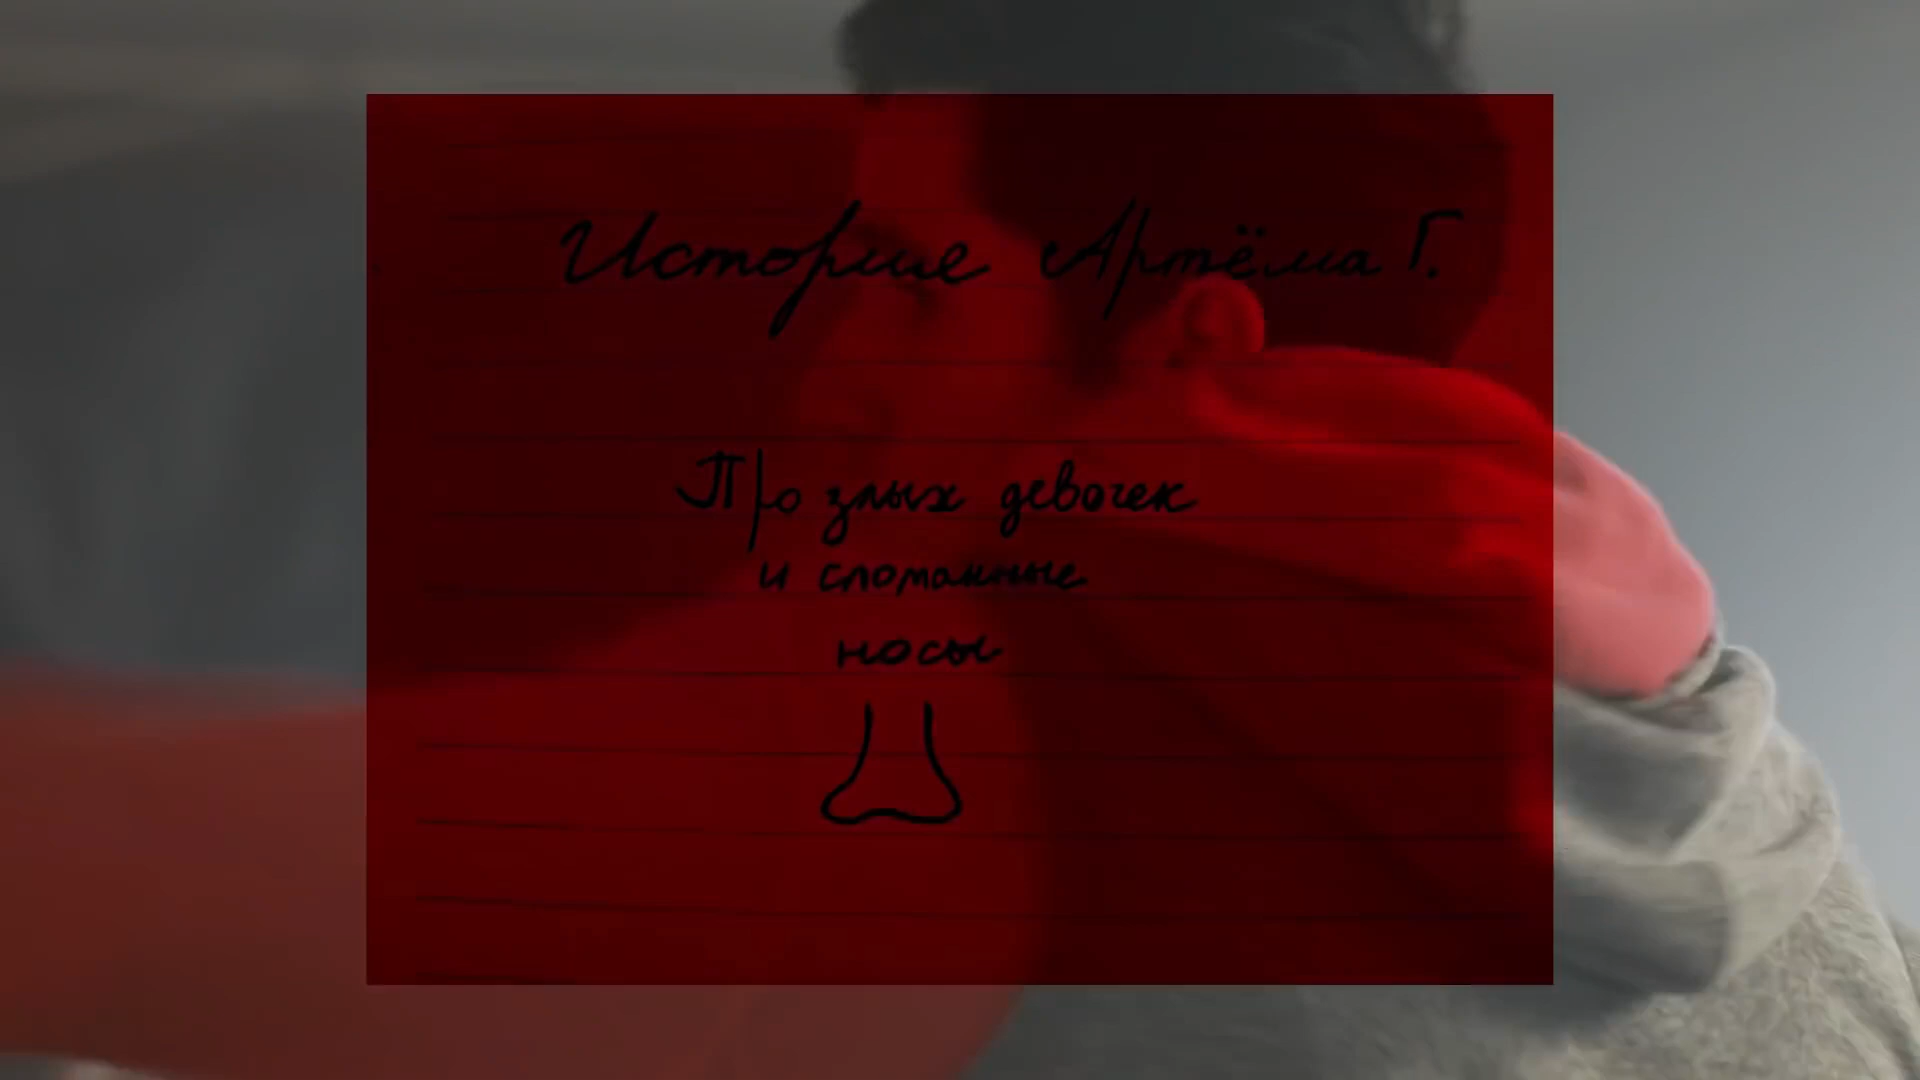 История Артёма Г.
Про злых девочек
и сломанные
носы